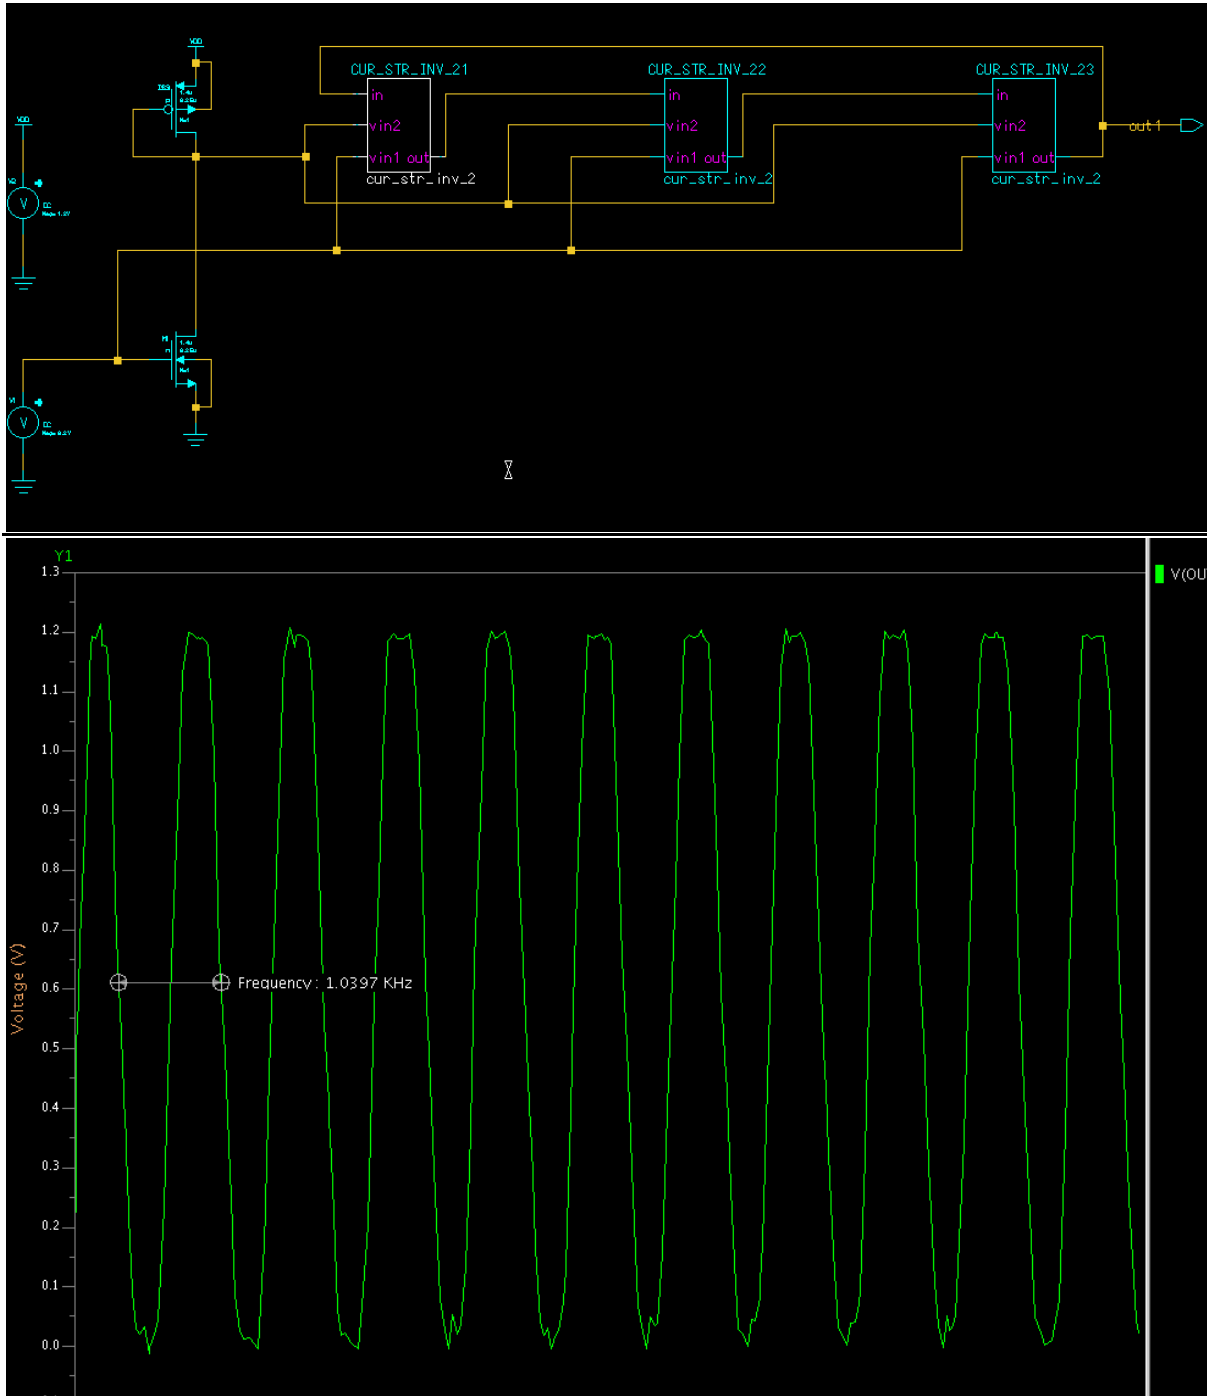 VDD
CUR_STR_INV_21
CUR_STR_INV_22
CUR_STR_INV_23
in
in
in
VDD
vin2
vin2
vin2
out1
vin1 out
vin1 out
vin1 out
cur_str_inv_2
cur_str_inv_2
cur_str_inv_2
V
DC
V
DC
Y1
1.3
V(OU
1.2
1.1
1.0
0.9
0.8
0.7
Frequency : 1.0397 KHz
0.6
Voltage (V)
0.5
0.4
0.3
0.2
0.1
0.0